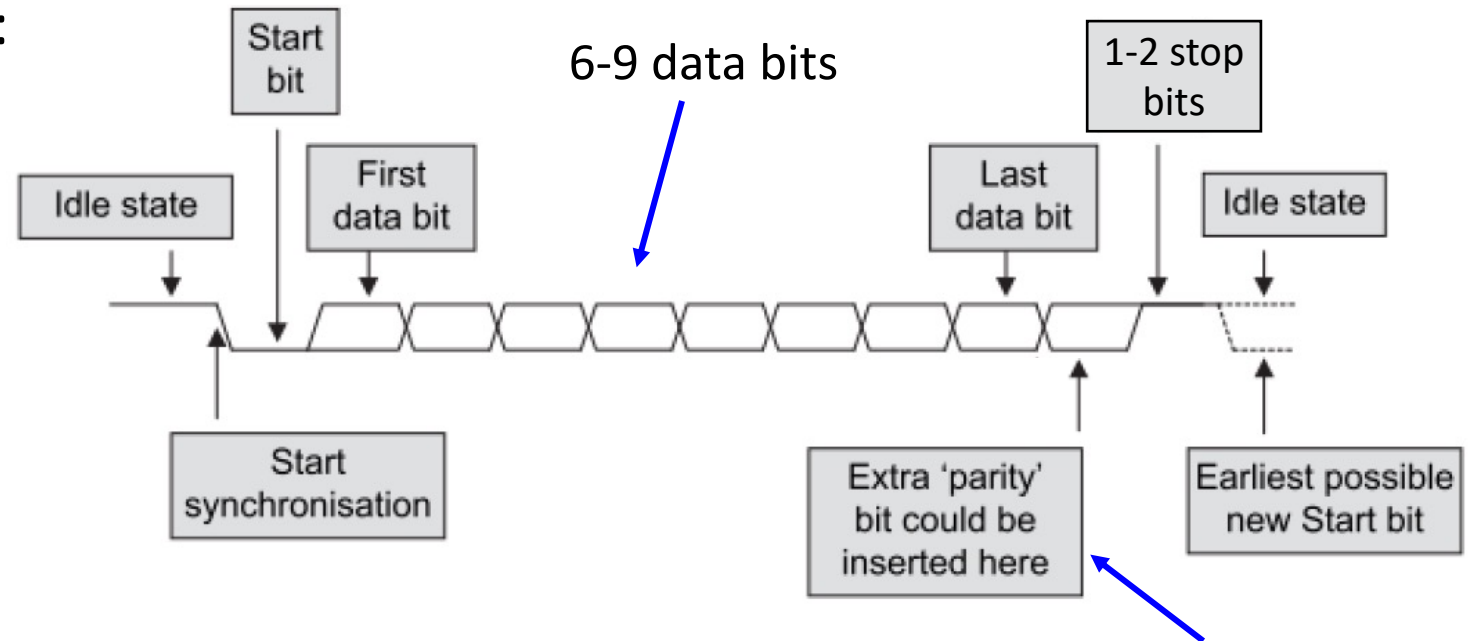 :
Start
bit
6-9 data bits
1-2 stop
bits
Idle state
First
data bit
Last
data bit
Idle state
Start
synchronisation
Extra ‘parity’
bit could be
inserted here
Earliest possible
new Start bit